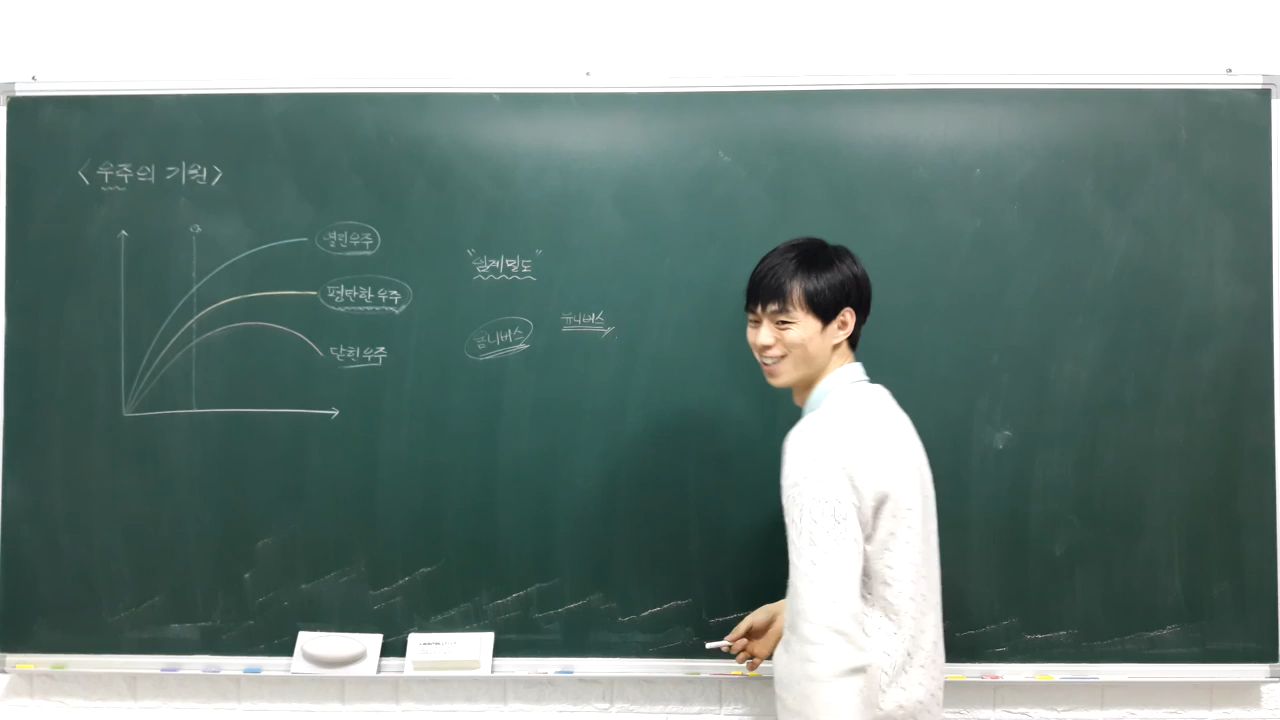 <우주의 기원>
열린우주
평탄한 우주
닫힌우주
"임계밀도"
옴니버스
유니버스